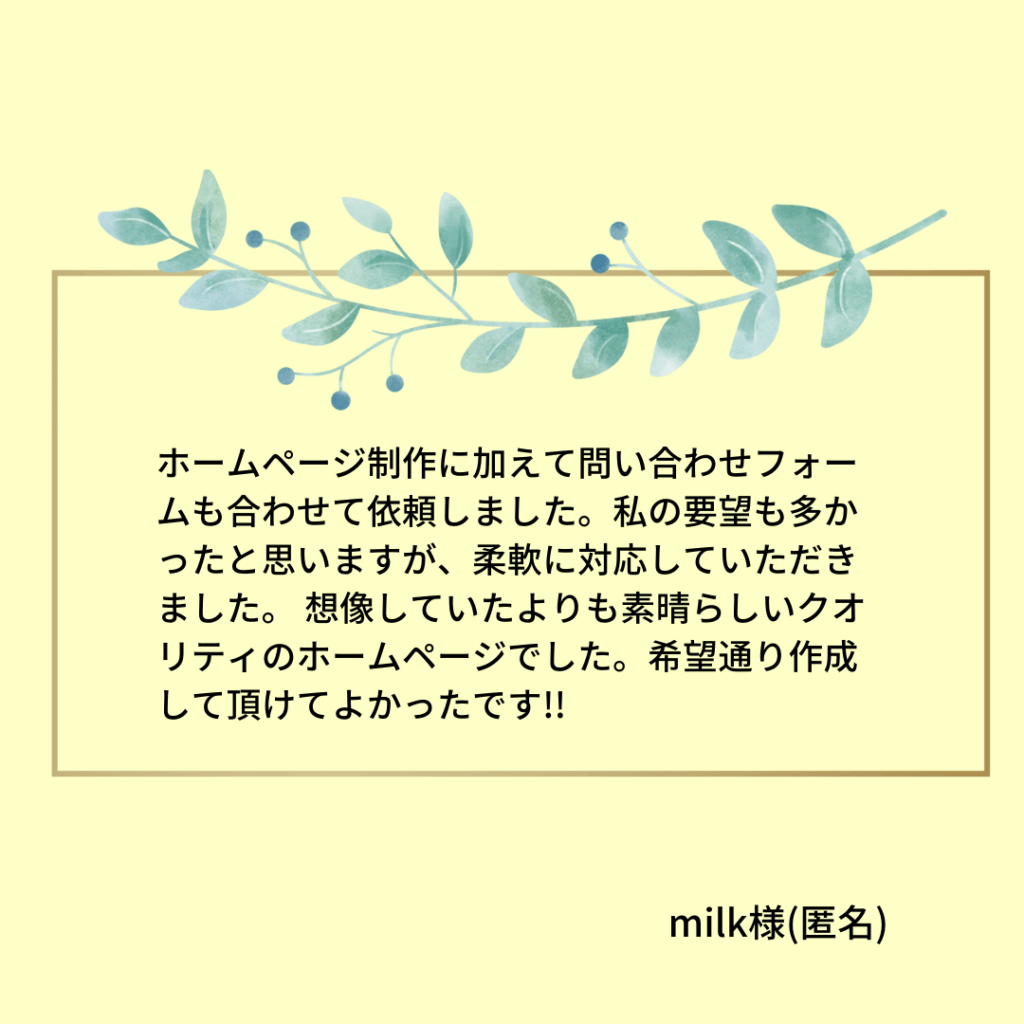 ホームページ制作に加えて問い合わせフォー
ムも合わせて依頼しました。私の要望も多か
ったと思いますが、柔軟に対応していただき
ました。 想像していたよりも素晴らしいクオ
リティのホームページでした。希望通り作成
して頂けてよかったです!!
milk様(匿名)